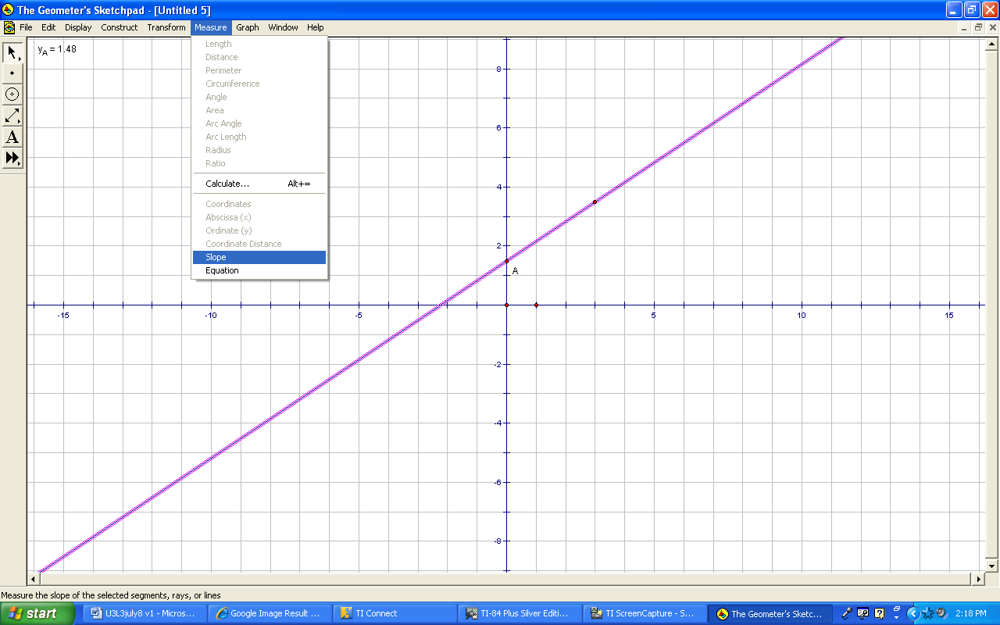 The Geometer's Sketchpad - [Untitled 5]
File Edit Display Construct Transform Measure Graph Window Help
yA = 1.48
Length
Distance
Perimeter
Circumference
Angle
Area
Arc Angle
Arc Length
Radius
Ratio
Calculate... Alt+=
Coordinates
Abscissa (x)
Ordinate (y)
Coordinate Distance
Slope
Equation
A
8
6
4
2
-15 -10 -5 5 10 15
-2
-4
-6
-8
A
Measure the slope of the selected segments, rays, or lines
start U3L3july8 v1 - Micros... Google Image Result ... TI Connect TI-84 Plus Silver Editi... TI ScreenCapture - S... The Geometer's Sketc... 2:18 PM